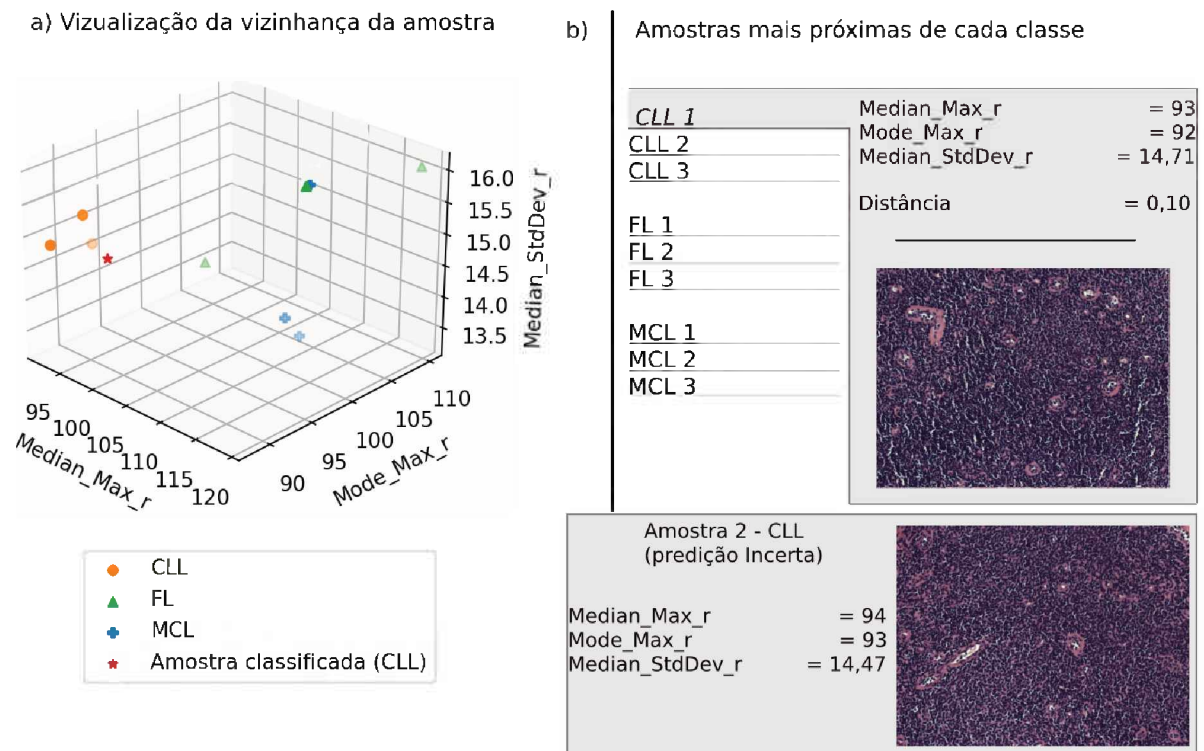 a) Vizualização da vizinhança da amostra
16.0
15.5
15.0
14.5
14.0
13.5
Median_StdDev_r
95
100
105
110
115
120
Median_Max_r
90
95
100
105
110
Mode_Max_r
CLL
FL
MCL
Amostra classificada (CLL)
b) Amostras mais próximas de cada classe
CLL 1
CLL 2
CLL 3
FL 1
FL 2
FL 3
MCL 1
MCL 2
MCL 3
Median_Max_r = 93
Mode_Max_r = 92
Median_StdDev_r = 14,71
Distância = 0,10
Amostra 2 - CLL
(predição Incerta)
Median_Max_r = 94
Mode_Max_r = 93
Median_StdDev_r = 14,47